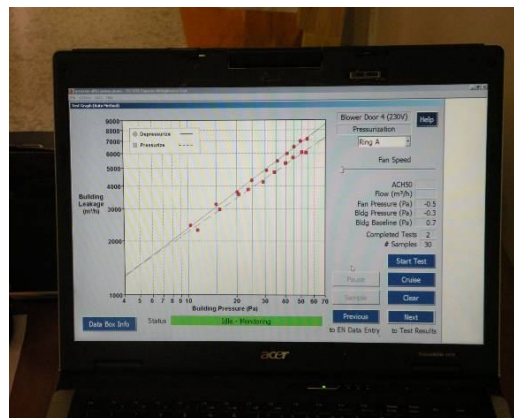 Test Graph (Auto Method)
Blower Door 4 (230V)
Help
Pressurization
Ring A
Fan Speed
ACH50
Flow (m³/h)
Fan Pressure (Pa) -0.5
Bldg Pressure (Pa) -0.3
Bldg Baseline (Pa) 0.7
Completed Tests 2
# Samples 30
Start Test
Pause
Cruise
Sample
Clear
Previous
Next
to EN Data Entry
to Test Results
9000
8000
7000
6000
5000
4000
3000
2000
1000
Depressurize
Pressurize
Building
Leakage
(m³/h)
4 5 6 7 8 9 10 20 30 40 50 60 70
Building Pressure (Pa)
Data Box Info
Status
Idle - Monitoring
acer